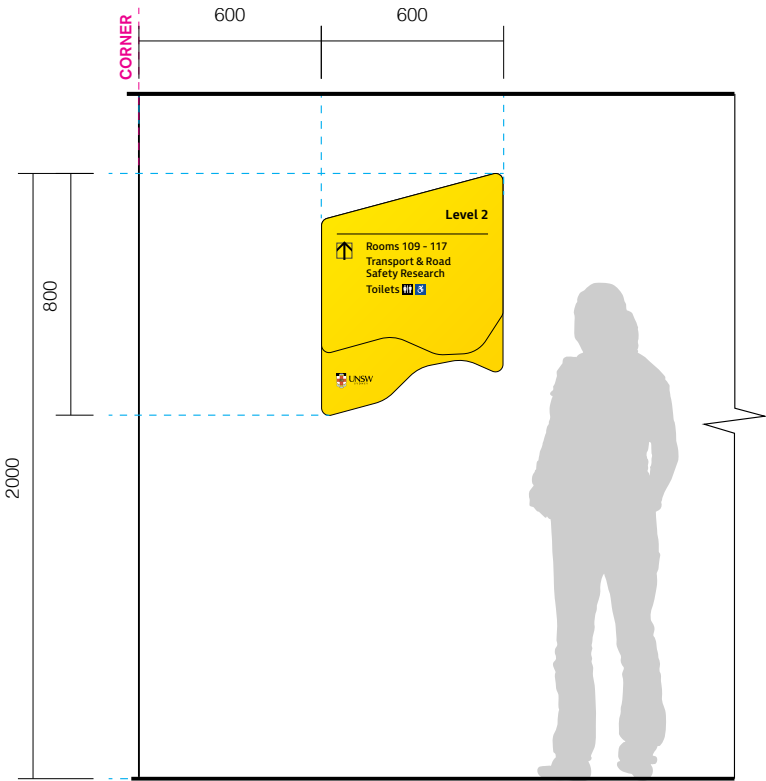 600
600
CORNER
800
2000
Level 2
Rooms 109 - 117
Transport & Road
Safety Research
Toilets
UNSW